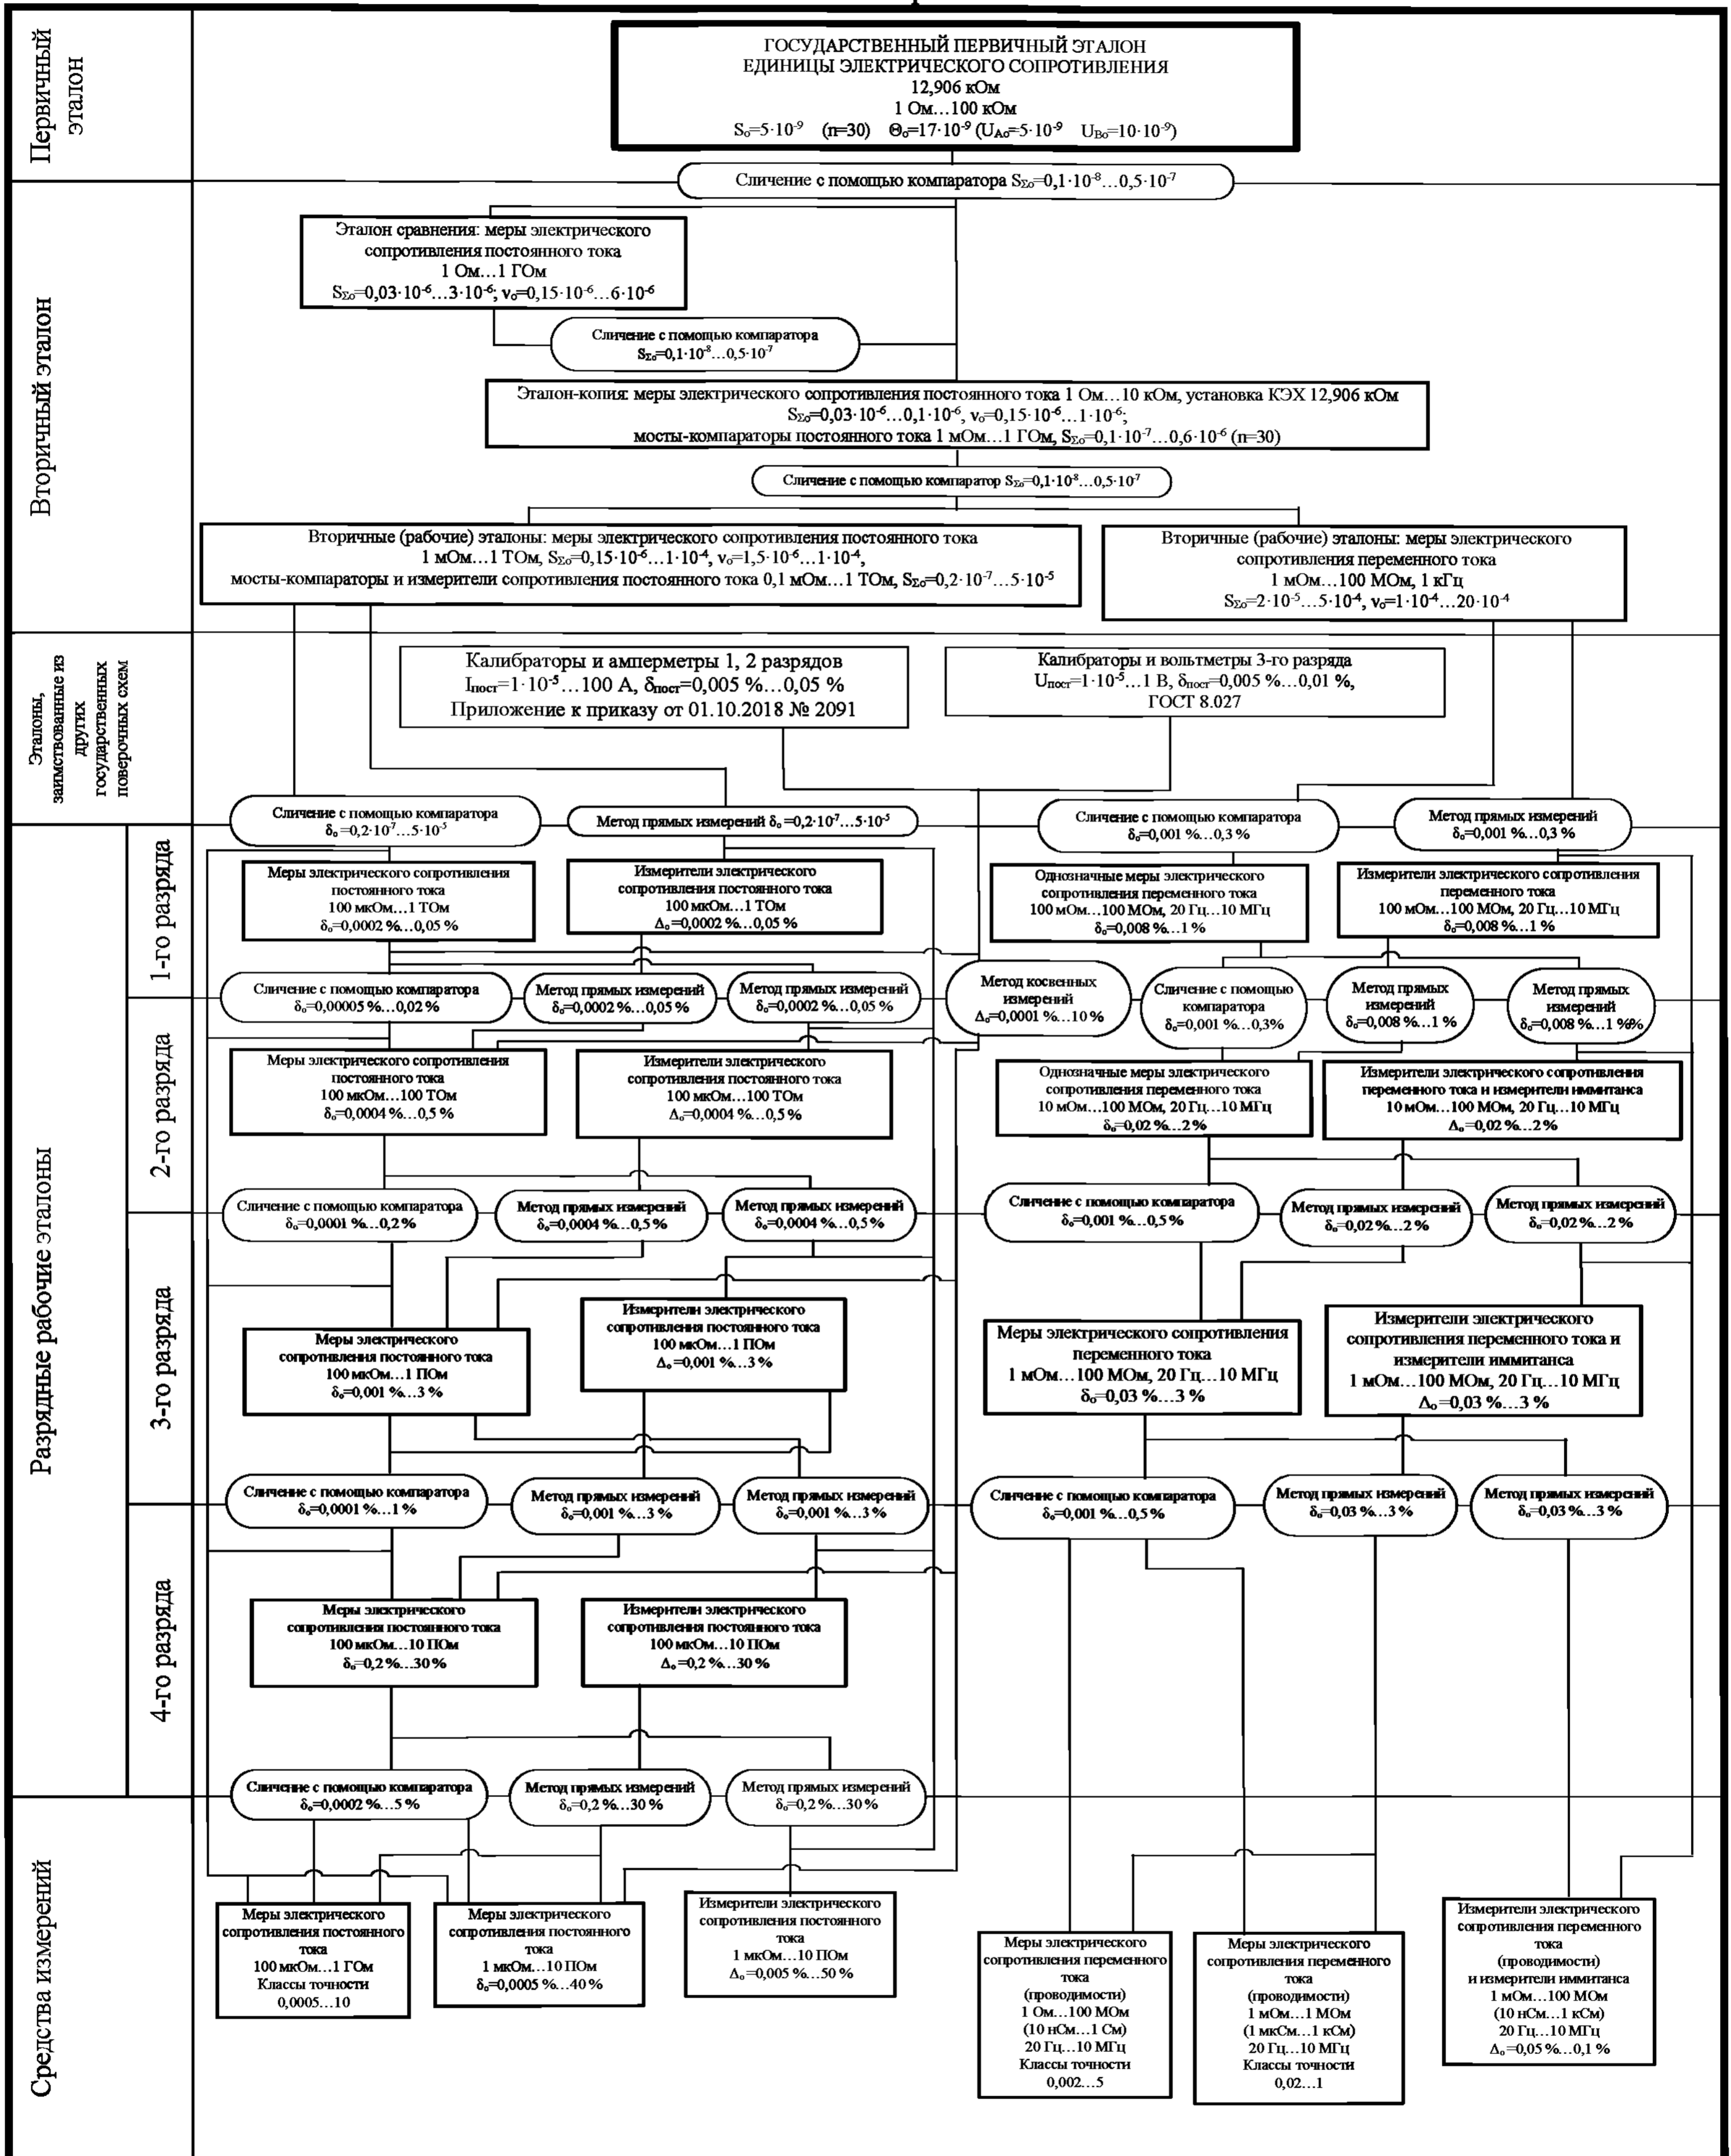 Первичный
эталон
ГОСУДАРСТВЕННЫЙ ПЕРВИЧНЫЙ ЭТАЛОН
ЕДИНИЦЫ ЭЛЕКТРИЧЕСКОГО СОПРОТИВЛЕНИЯ
12,906 кОм
1 Ом…100 кОм
S₀=5·10⁻⁹ (n=30) Θ₀=17·10⁻⁹ (U_A₀=5·10⁻⁹ U_B₀=10·10⁻⁹)
Сличение с помощью компаратора S_Σ₀=0,1·10⁻⁸…0,5·10⁻⁷
Вторичный эталон
Эталон сравнения: меры электрического
сопротивления постоянного тока
1 Ом…1 ГОм
S_Σ₀=0,03·10⁻⁶…3·10⁻⁶; ν₀=0,15·10⁻⁶…6·10⁻⁶
Сличение с помощью компаратора
S_Σ₀=0,1·10⁻⁸…0,5·10⁻⁷
Эталон-копия: меры электрического сопротивления постоянного тока 1 Ом…10 кОм, установка КЭХ 12,906 кОм
S_Σ₀=0,03·10⁻⁶…0,1·10⁻⁶, ν₀=0,15·10⁻⁶…1·10⁻⁶;
мосты-компараторы постоянного тока 1 мОм…1 ГОм, S_Σ₀=0,1·10⁻⁷…0,6·10⁻⁶ (n=30)
Сличение с помощью компаратор S_Σ₀=0,1·10⁻⁸…0,5·10⁻⁷
Вторичные (рабочие) эталоны: меры электрического сопротивления постоянного тока
1 мОм…1 ТОм, S_Σ₀=0,15·10⁻⁶…1·10⁻⁴, ν₀=1,5·10⁻⁶…1·10⁻⁴,
мосты-компараторы и измерители сопротивления постоянного тока 0,1 мОм…1 ТОм, S_Σ₀=0,2·10⁻⁷…5·10⁻⁵
Вторичные (рабочие) эталоны: меры электрического
сопротивления переменного тока
1 мОм…100 МОм, 1 кГц
S_Σ₀=2·10⁻⁵…5·10⁻⁴, ν₀=1·10⁻⁴…20·10⁻⁴
Эталоны,
заимствованные из
других
государственных
поверочных схем
Калибраторы и амперметры 1, 2 разрядов
Iпост=1·10⁻⁵…100 А, δпост=0,005 %…0,05 %
Приложение к приказу от 01.10.2018 № 2091
Калибраторы и вольтметры 3-го разряда
Uпост=1·10⁻⁵…1 В, δпост=0,005 %…0,01 %,
ГОСТ 8.027
Сличение с помощью компаратора
δ₀=0,2·10⁻⁷…5·10⁻⁵
Метод прямых измерений δ₀=0,2·10⁻⁷…5·10⁻⁵
Сличение с помощью компаратора
δ₀=0,001 %…0,3 %
Метод прямых измерений
δ₀=0,001 %…0,3 %
Разрядные рабочие эталоны
1-го разряда
Меры электрического сопротивления
постоянного тока
100 мкОм…1 ТОм
δ₀=0,0002 %…0,05 %
Измерители электрического
сопротивления постоянного тока
100 мкОм…1 ТОм
Δ₀=0,0002 %…0,05 %
Однозначные меры электрического
сопротивления переменного тока
100 мОм…100 МОм, 20 Гц…10 МГц
δ₀=0,008 %…1 %
Измерители электрического сопротивления
переменного тока
100 мОм…100 МОм, 20 Гц…10 МГц
δ₀=0,008 %…1 %
Сличение с помощью компаратора
δ₀=0,00005 %…0,02 %
Метод прямых измерений
δ₀=0,0002 %…0,05 %
Метод прямых измерений
δ₀=0,0002 %…0,05 %
Метод косвенных
измерений
Δ₀=0,0001 %…10 %
Сличение с помощью
компаратора
δ₀=0,001 %…0,3%
Метод прямых
измерений
δ₀=0,008 %…1 %
Метод прямых
измерений
δ₀=0,008 %…1 %%
2-го разряда
Меры электрического сопротивления
постоянного тока
100 мкОм…100 ТОм
δ₀=0,0004 %…0,5 %
Измерители электрического
сопротивления постоянного тока
100 мкОм…100 ТОм
Δ₀=0,0004 %…0,5 %
Однозначные меры электрического
сопротивления переменного тока
10 мОм…100 МОм, 20 Гц…10 МГц
δ₀=0,02 %…2 %
Измерители электрического сопротивления
переменного тока и измерители иммитанса
10 мОм…100 МОм, 20 Гц…10 МГц
Δ₀=0,02 %…2 %
Сличение с помощью компаратора
δ₀=0,0001 %…0,2 %
Метод прямых измерений
δ₀=0,0004 %…0,5 %
Метод прямых измерений
δ₀=0,0004 %…0,5 %
Сличение с помощью компаратора
δ₀=0,001 %…0,5 %
Метод прямых измерений
δ₀=0,02 %…2 %
Метод прямых измерений
δ₀=0,02 %…2 %
3-го разряда
Меры электрического
сопротивления постоянного тока
100 мкОм…1 ПОм
δ₀=0,001 %…3 %
Измерители электрического
сопротивления постоянного тока
100 мкОм…1 ПОм
Δ₀=0,001 %…3 %
Меры электрического сопротивления
переменного тока
1 мОм…100 МОм, 20 Гц…10 МГц
δ₀=0,03 %…3 %
Измерители электрического
сопротивления переменного тока и
измерители иммитанса
1 мОм…100 МОм, 20 Гц…10 МГц
Δ₀=0,03 %…3 %
Сличение с помощью компаратора
δ₀=0,0001 %…1 %
Метод прямых измерений
δ₀=0,001 %…3 %
Метод прямых измерений
δ₀=0,001 %…3 %
Сличение с помощью компаратора
δ₀=0,001 %…0,5 %
Метод прямых измерений
δ₀=0,03 %…3 %
Метод прямых измерений
δ₀=0,03 %…3 %
4-го разряда
Меры электрического
сопротивления постоянного тока
100 мкОм…10 ПОм
δ₀=0,2 %…30 %
Измерители электрического
сопротивления постоянного тока
100 мкОм…10 ПОм
Δ₀=0,2 %…30 %
Сличение с помощью компаратора
δ₀=0,0002 %…5 %
Метод прямых измерений
δ₀=0,2 %…30 %
Метод прямых измерений
δ₀=0,2 %…30 %
Средства измерений
Меры электрического
сопротивления постоянного
тока
100 мкОм…1 ГОм
Классы точности
0,0005…10
Меры электрического
сопротивления постоянного
тока
1 мкОм…10 ПОм
δ₀=0,0005 %…40 %
Измерители электрического
сопротивления постоянного
тока
1 мкОм…10 ПОм
Δ₀=0,005 %…50 %
Меры электрического
сопротивления переменного
тока
(проводимости)
1 Ом…100 МОм
(10 нСм…1 См)
20 Гц…10 МГц
Классы точности
0,002…5
Меры электрического
сопротивления переменного
тока
(проводимости)
1 мОм…1 МОм
(1 мкСм…1 кСм)
20 Гц…10 МГц
Классы точности
0,02…1
Измерители электрического
сопротивления переменного
тока
(проводимости)
и измерители иммитанса
1 мОм…100 МОм
(10 нСм…1 кСм)
20 Гц…10 МГц
Δ₀=0,05 %…0,1 %